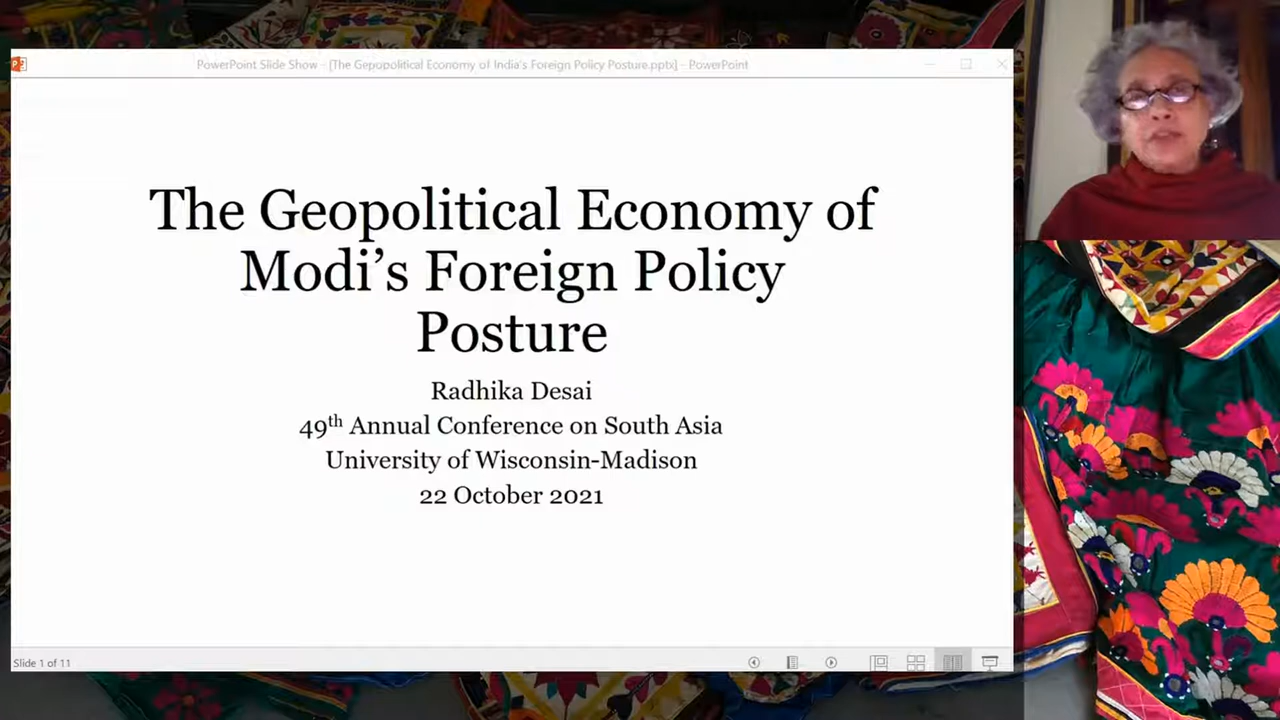 PowerPoint Slide Show - [The Gepopolitical Economy of India's Foreign Policy Posture.pptx] - PowerPoint
The Geopolitical Economy of
Modi's Foreign Policy
Posture
Radhika Desai
49th Annual Conference on South Asia
University of Wisconsin-Madison
22 October 2021
Slide 1 of 11